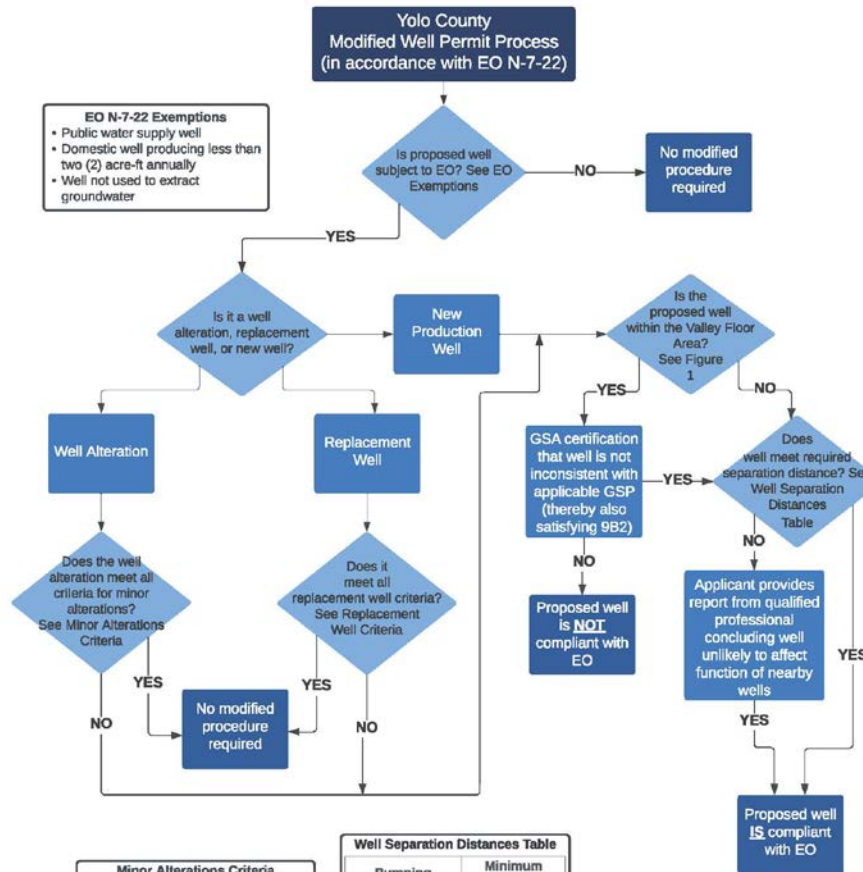 Yolo County
Modified Well Permit Process
(in accordance with EO N-7-22)
EO N-7-22 Exemptions
• Public water supply well
• Domestic well producing less than
two (2) acre-ft annually
• Well not used to extract
groundwater
Is proposed well
subject to EO? See EO
Exemptions
NO
No modified
procedure
required
YES
Is it a well
alteration, replacement
well, or new well?
New
Production
Well
Is the
proposed well
within the Valley Floor
Area?
See Figure
1
YES
NO
Well Alteration
Replacement
Well
GSA certification
that well is not
inconsistent with
applicable GSP
(thereby also
satisfying 9B2)
YES
Does
well meet required
separation distance? Se
Well Separation
Distances
Table
NO
NO
Does the well
alteration meet all
criteria for minor
alterations?
See Minor Alterations
Criteria
Does it
meet all
replacement well criteria?
See Replacement
Well Criteria
Proposed well
is NOT
compliant with
EO
Applicant provides
report from qualified
professional
concluding well
unlikely to affect
function of nearby
wells
YES
YES
YES
NO
No modified
procedure
required
NO
YES
Proposed well
IS compliant
with EO
Minor Alterations Criteria
Well Separation Distances Table
Pumping
Minimum